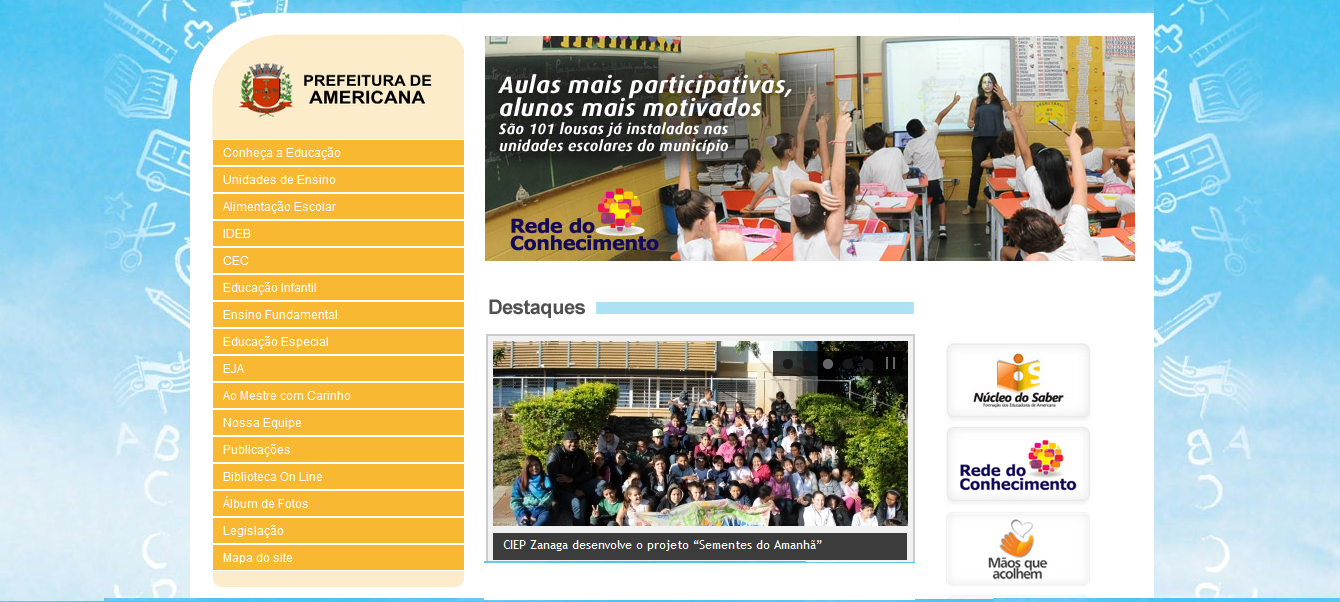 PREFEITURA DE
AMERICANA
Conheça a Educação
Unidades de Ensino
Alimentação Escolar
IDEB
CEC
Educação Infantil
Ensino Fundamental
Educação Especial
EJA
Ao Mestre com Carinho
Nossa Equipe
Publicações
Biblioteca On Line
Álbum de Fotos
Legislação
Mapa do site
Aulas mais participativas,
alunos mais motivados
São 101 lousas já instaladas nas
unidades escolares do município
Rede do
Conhecimento
Destaques
CIEP Zanaga desenvolve o projeto “Sementes do Amanhã”
Núcleo do Saber
Formação dos Educadores de Americana
Rede do
Conhecimento
Mãos que
acolhem